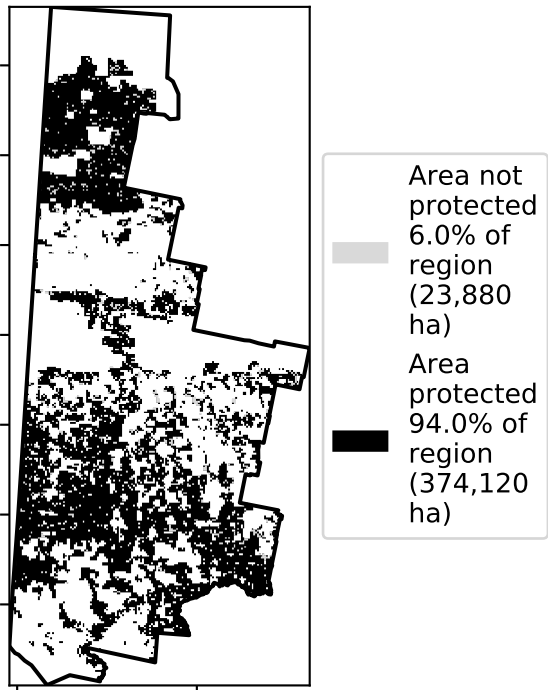 Area not
protected
6.0% of
region
(23,880
ha)
Area
protected
94.0% of
region
(374,120
ha)